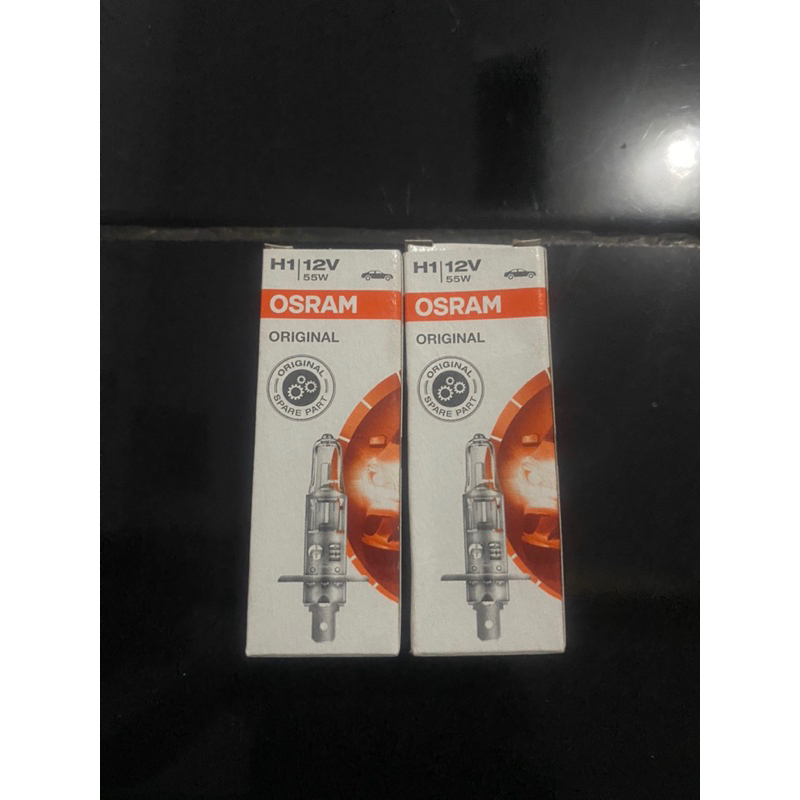 H1 12V
55W
OSRAM
ORIGINAL
ORIGINAL
SPARE PART
H1 12V
55W
OSRAM
ORIGINAL
ORIGINAL
SPARE PART